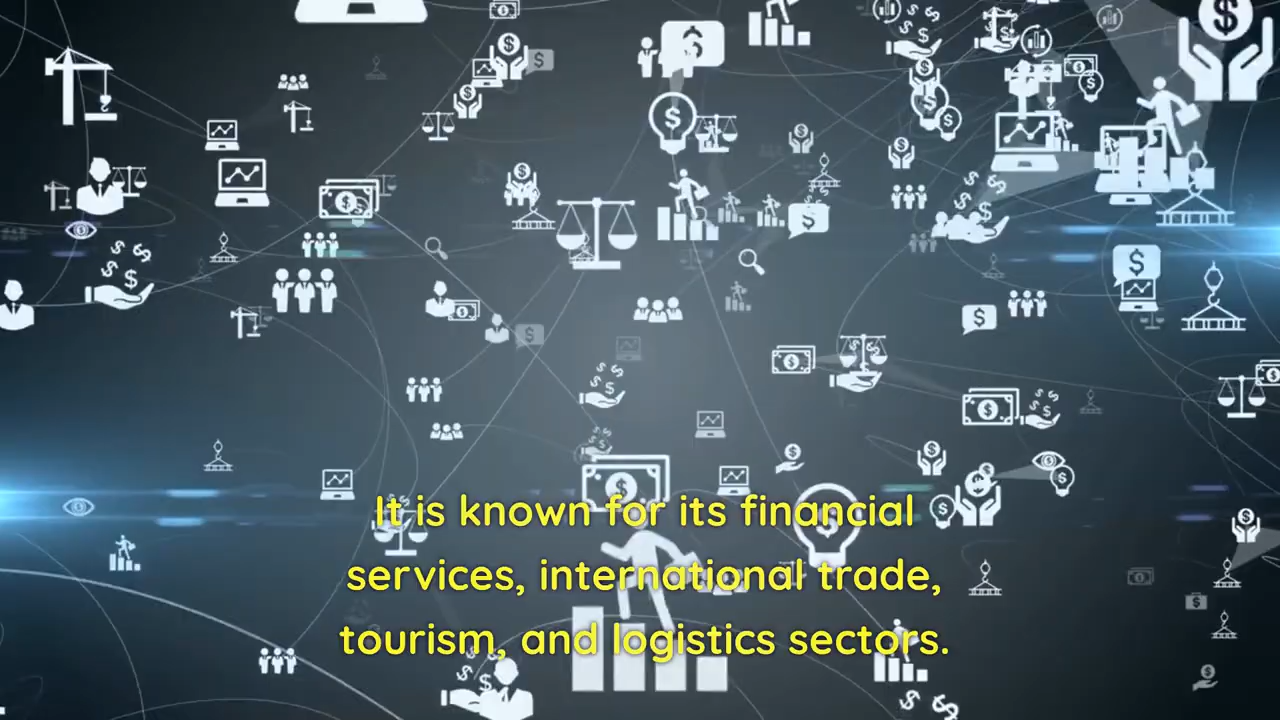 It is known for its financial
services, international trade,
tourism, and logistics sectors.